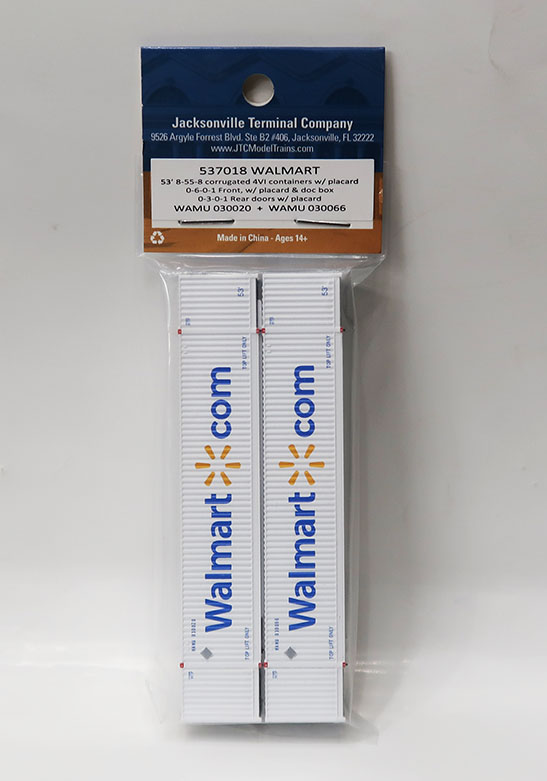 Jacksonville Terminal Company
9526 Argyle Forrest Blvd. Ste B2 #406, Jacksonville, FL 32222
www.JTCModelTrains.com
537018 WALMART
53' 8-55-8 corrugated 4VI containers w/ placard
0-6-0-1 Front, w/ placard & doc box
0-3-0-1 Rear doors w/ placard
WAMU 030020 + WAMU 030066
Made in China - Ages 14+
53'
TOP LIFT ONLY
Walmart com
TOP LIFT ONLY
53'
TOP LIFT ONLY
Walmart com
TOP LIFT ONLY